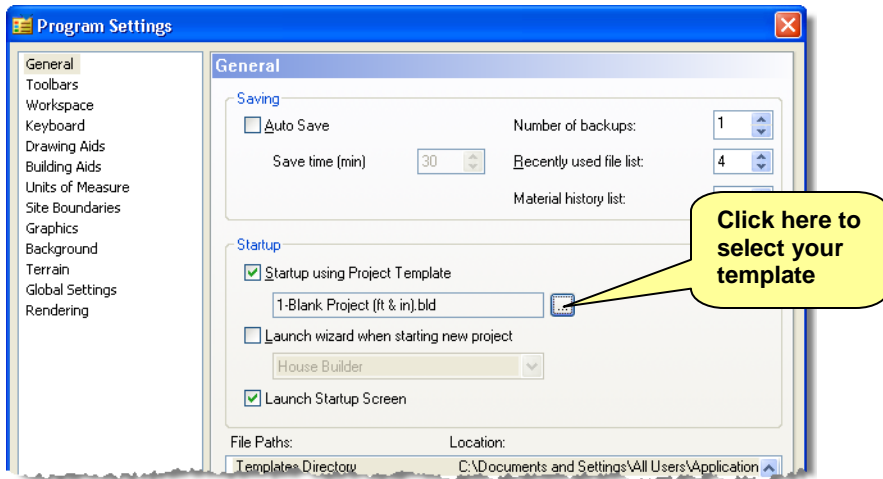 Program Settings
General
Toolbars
Workspace
Keyboard
Drawing Aids
Building Aids
Units of Measure
Site Boundaries
Graphics
Background
Terrain
Global Settings
Rendering
General
Saving
Auto Save
Number of backups:
1
Save time (min)
30
Recently used file list:
4
Material history list:
Click here to
select your
template
Startup
Startup using Project Template
1-Blank Project (ft & in).bld
...
Launch wizard when starting new project
House Builder
Launch Startup Screen
File Paths:
Location:
Templates Directory
C:\Documents and Settings\All Users\Application